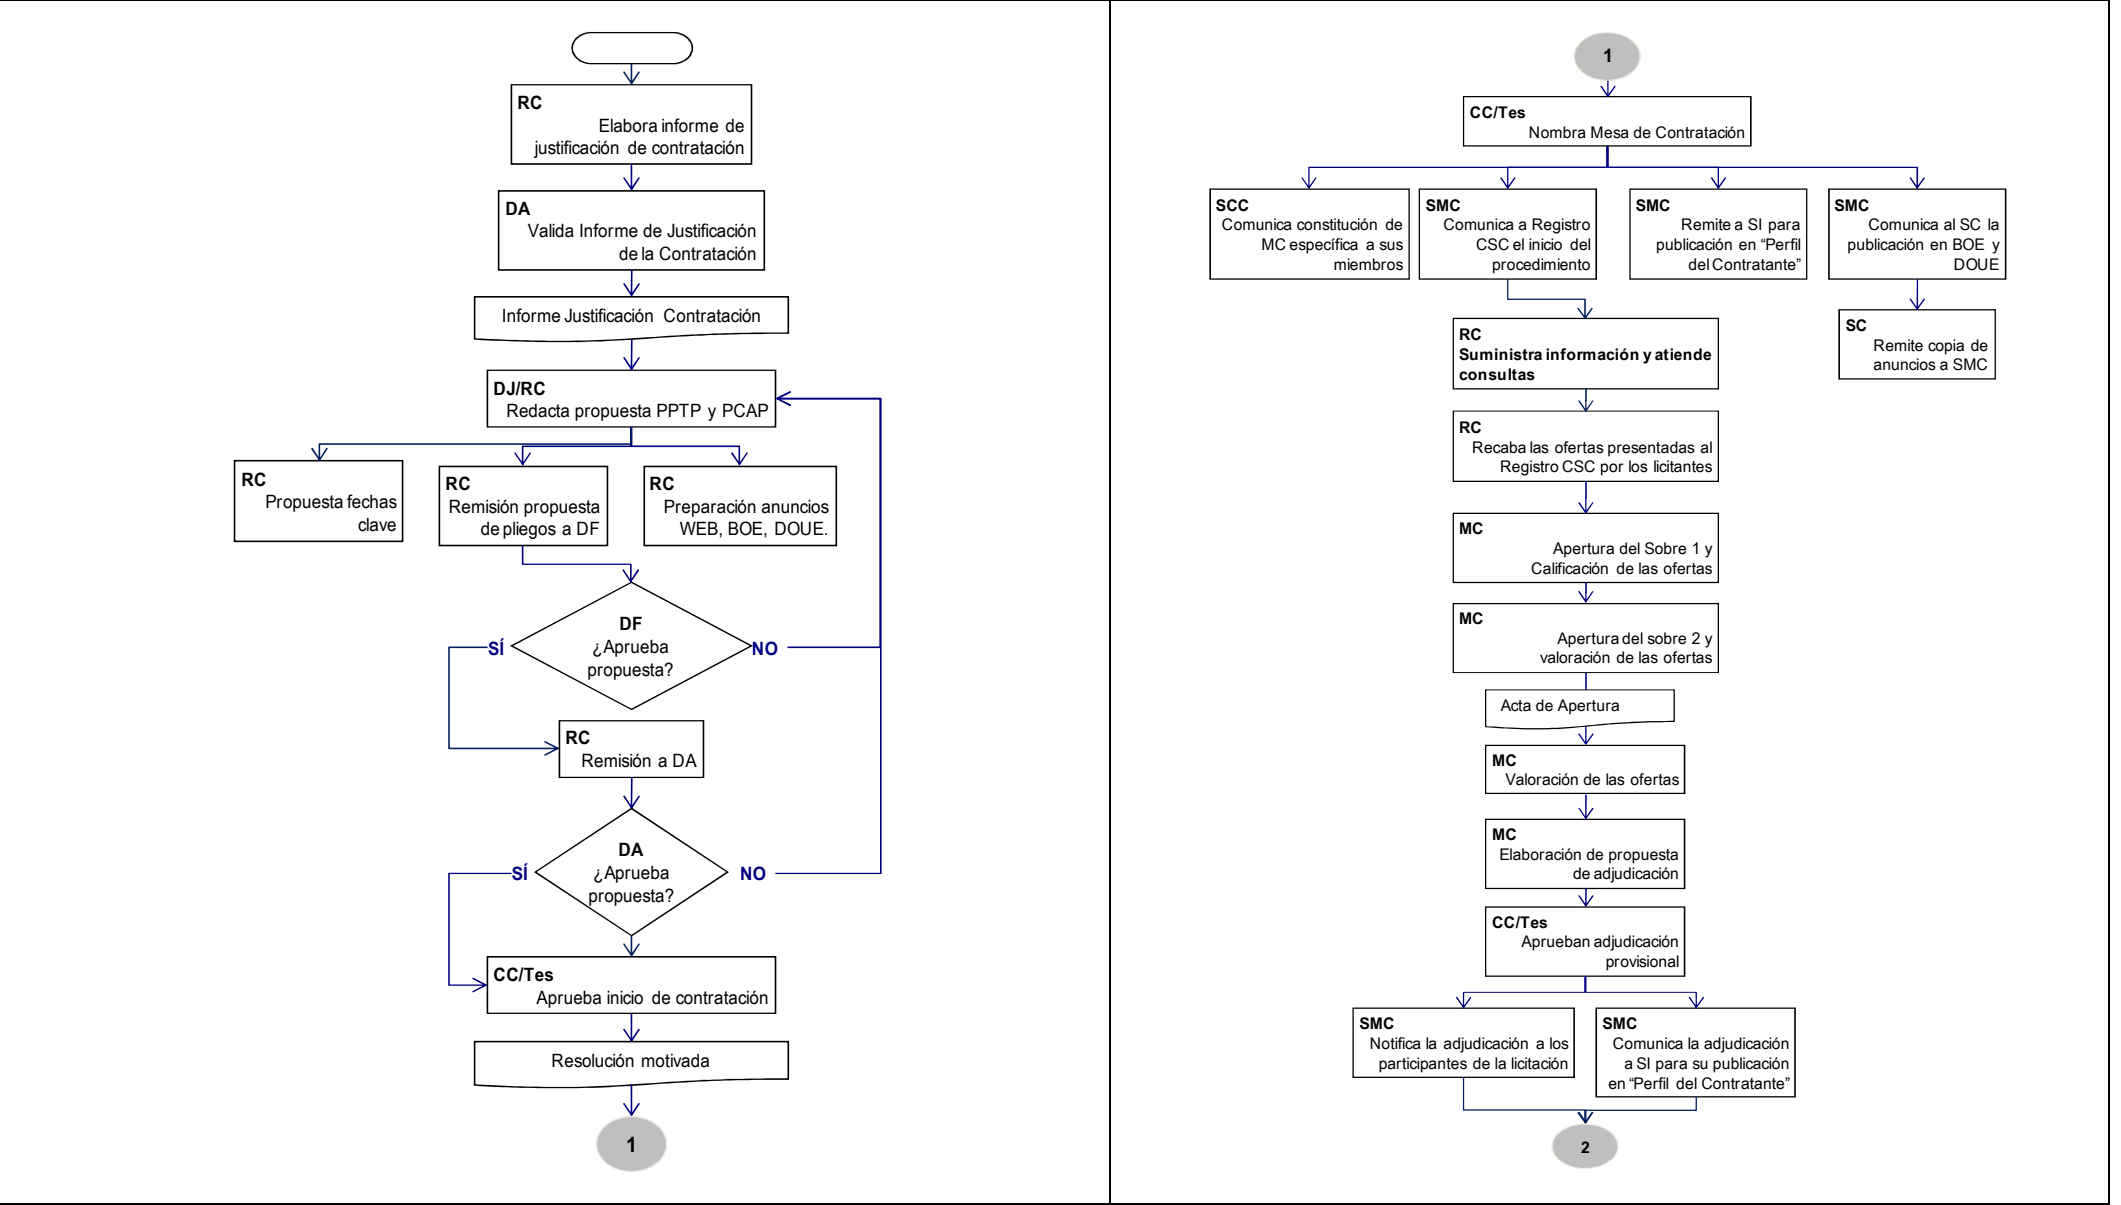 RC
Elabora informe de
justificación de contratación
DA
Valida Informe de Justificación
de la Contratación
Informe Justificación Contratación
DJ/RC
Redacta propuesta PPTP y PCAP
RC
Propuesta fechas
clave
RC
Remisión propuesta
de pliegos a DF
RC
Preparación anuncios
WEB, BOE, DOUE.
DF
¿Aprueba
propuesta?
SÍ
NO
RC
Remisión a DA
DA
¿Aprueba
propuesta?
SÍ
NO
CC/Tes
Aprueba inicio de contratación
Resolución motivada
1
1
CC/Tes
Nombra Mesa de Contratación
SCC
Comunica constitución de
MC específica a sus
miembros
SMC
Comunica a Registro
CSC el inicio del
procedimiento
SMC
Remite a SI para
publicación en “Perfil
del Contratante”
SMC
Comunica al SC la
publicación en BOE y
DOUE
SC
Remite copia de
anuncios a SMC
RC
Suministra información y atiende
consultas
RC
Recaba las ofertas presentadas al
Registro CSC por los licitantes
MC
Apertura del Sobre 1 y
Calificación de las ofertas
MC
Apertura del sobre 2 y
valoración de las ofertas
Acta de Apertura
MC
Valoración de las ofertas
MC
Elaboración de propuesta
de adjudicación
CC/Tes
Aprueban adjudicación
provisional
SMC
Notifica la adjudicación a los
participantes de la licitación
SMC
Comunica la adjudicación
a SI para su publicación
en “Perfil del Contratante”
2